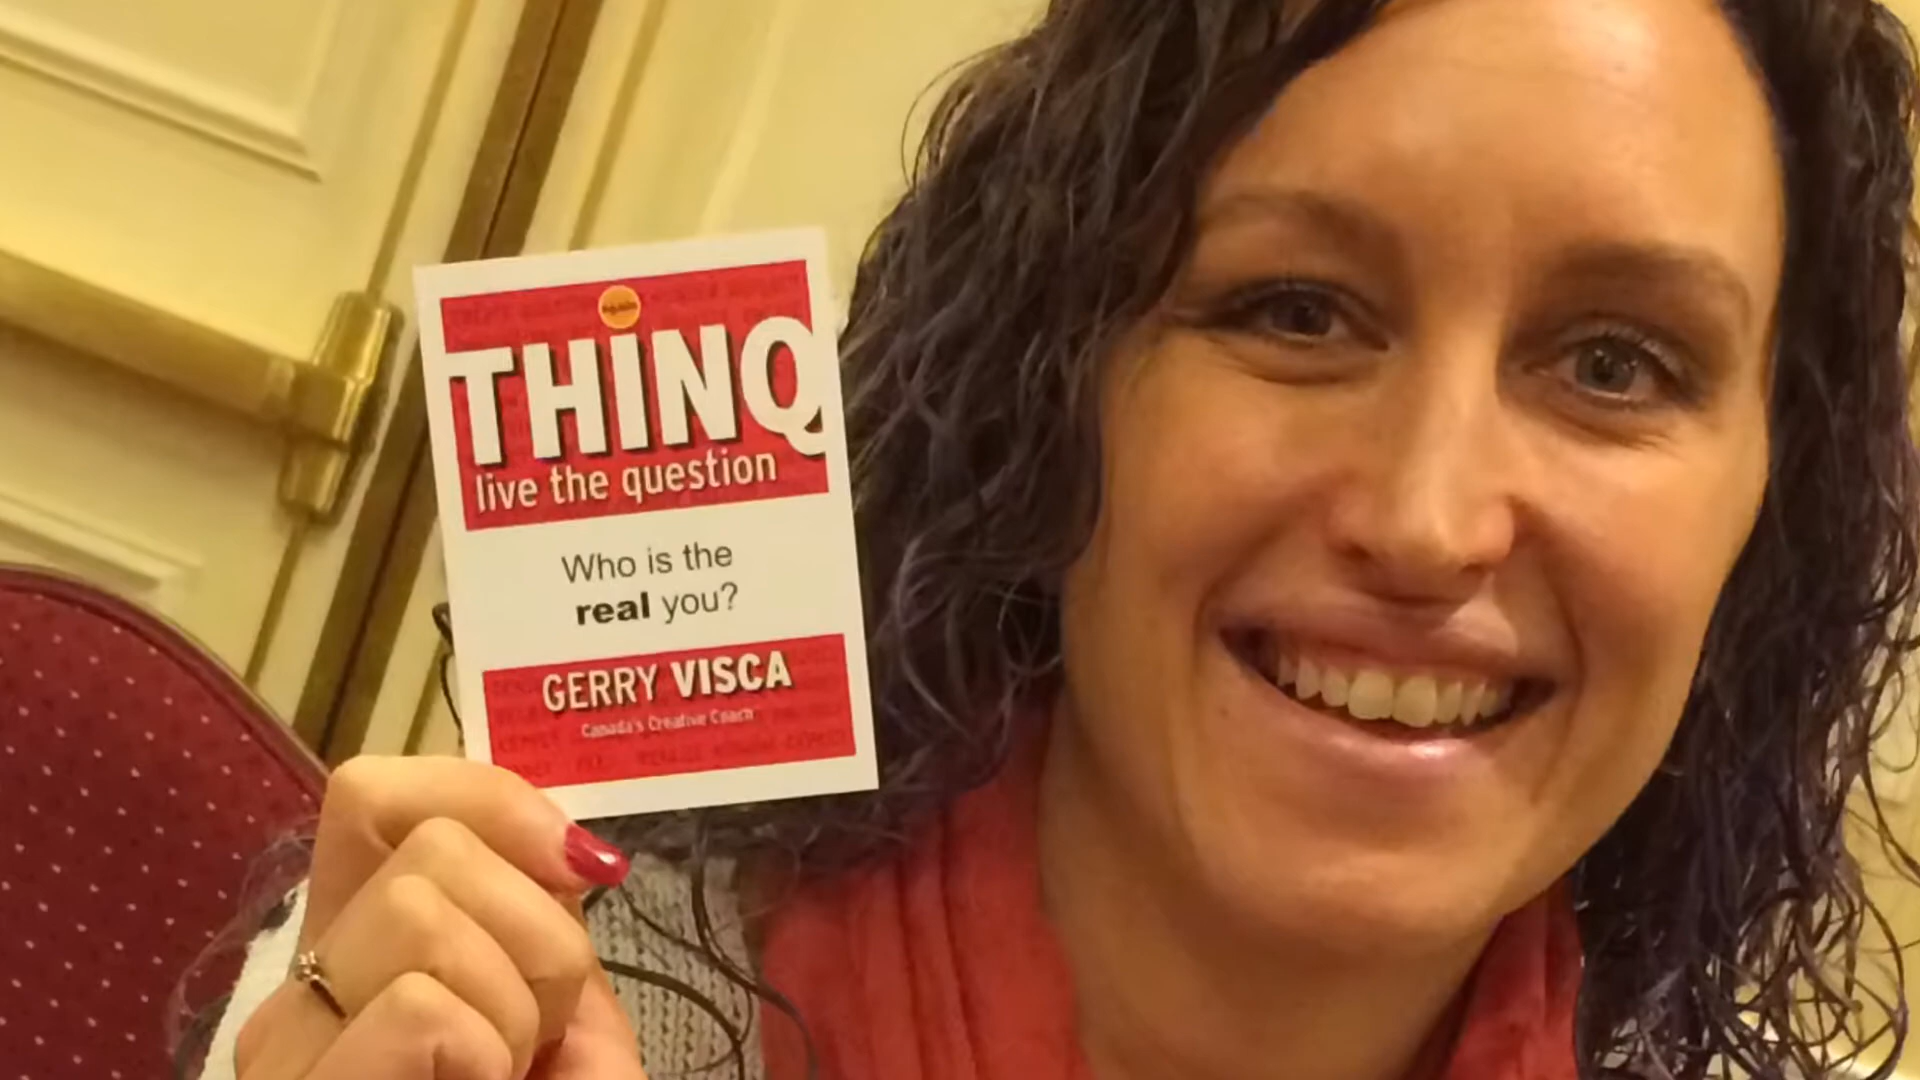 THINQ
live the question
Who is the
real you?
GERRY VISCA
Canada's Creative Coach